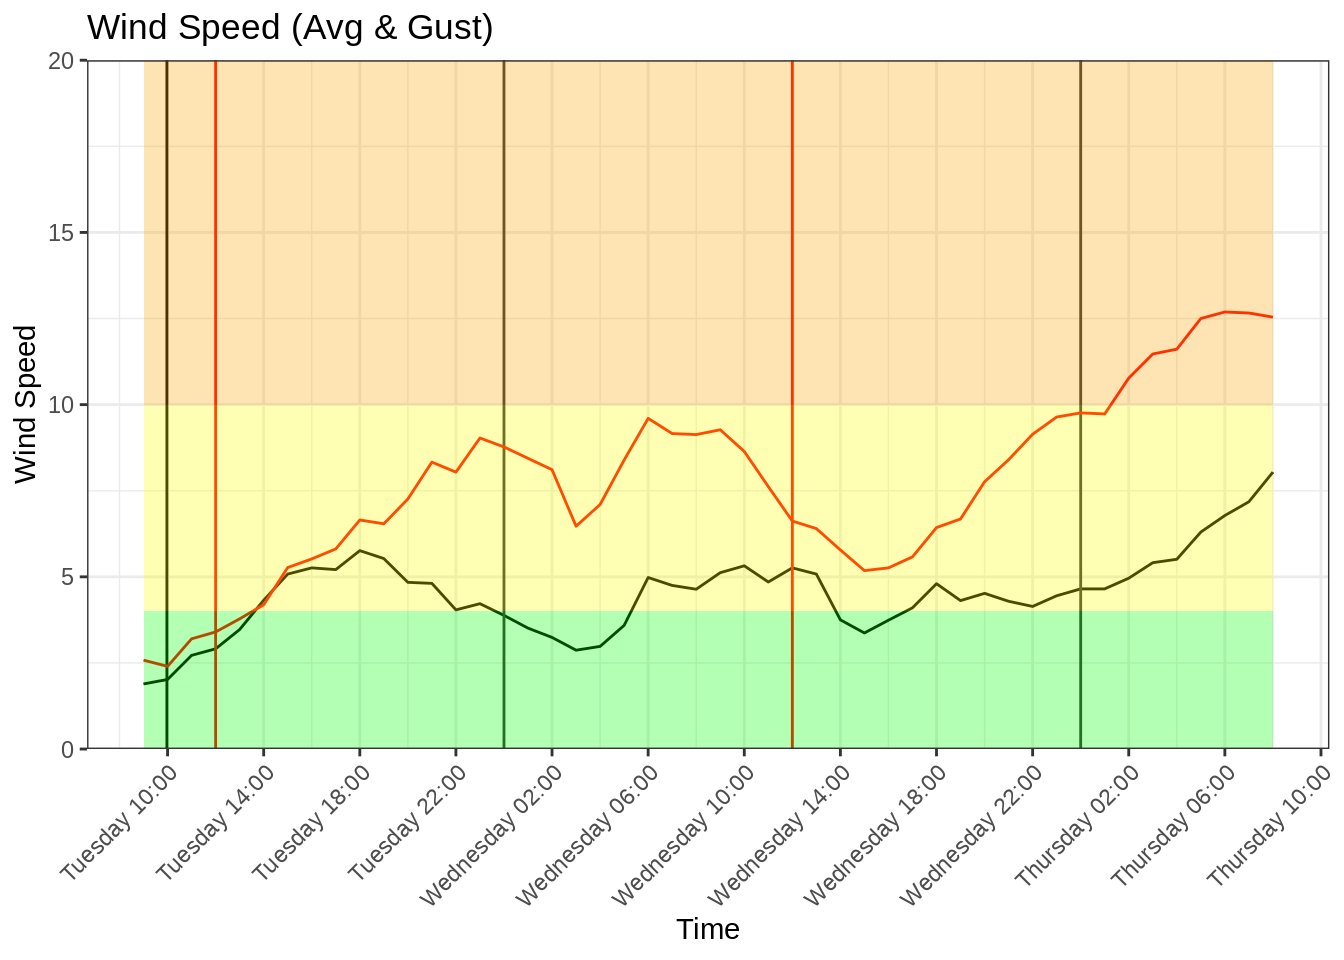 Wind Speed (Avg & Gust)
20
15
10
5
0
Wind Speed
Tuesday 10:00
Tuesday 14:00
Tuesday 18:00
Tuesday 22:00
Wednesday 02:00
Wednesday 06:00
Wednesday 10:00
Wednesday 14:00
Wednesday 18:00
Wednesday 22:00
Thursday 02:00
Thursday 06:00
Thursday 10:00
Time